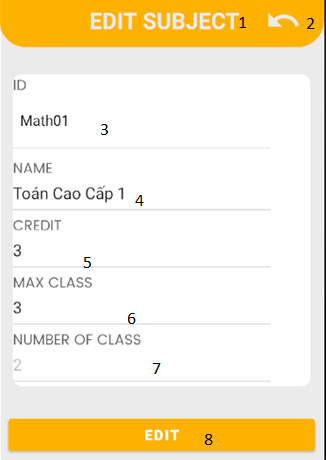 EDIT SUBJECT 1 2
ID
Math01 3
NAME
Toán Cao Cấp 1 4
CREDIT
3 5
MAX CLASS
3 6
NUMBER OF CLASS
2 7
EDIT 8